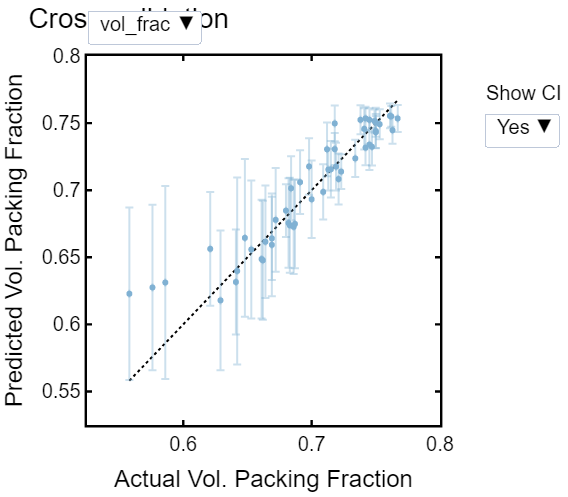 Cros
on
vol_frac ▼
Show CI
Yes ▼
Predicted Vol. Packing Fraction
0.8
0.75
0.7
0.65
0.6
0.55
0.6 0.7 0.8
Actual Vol. Packing Fraction